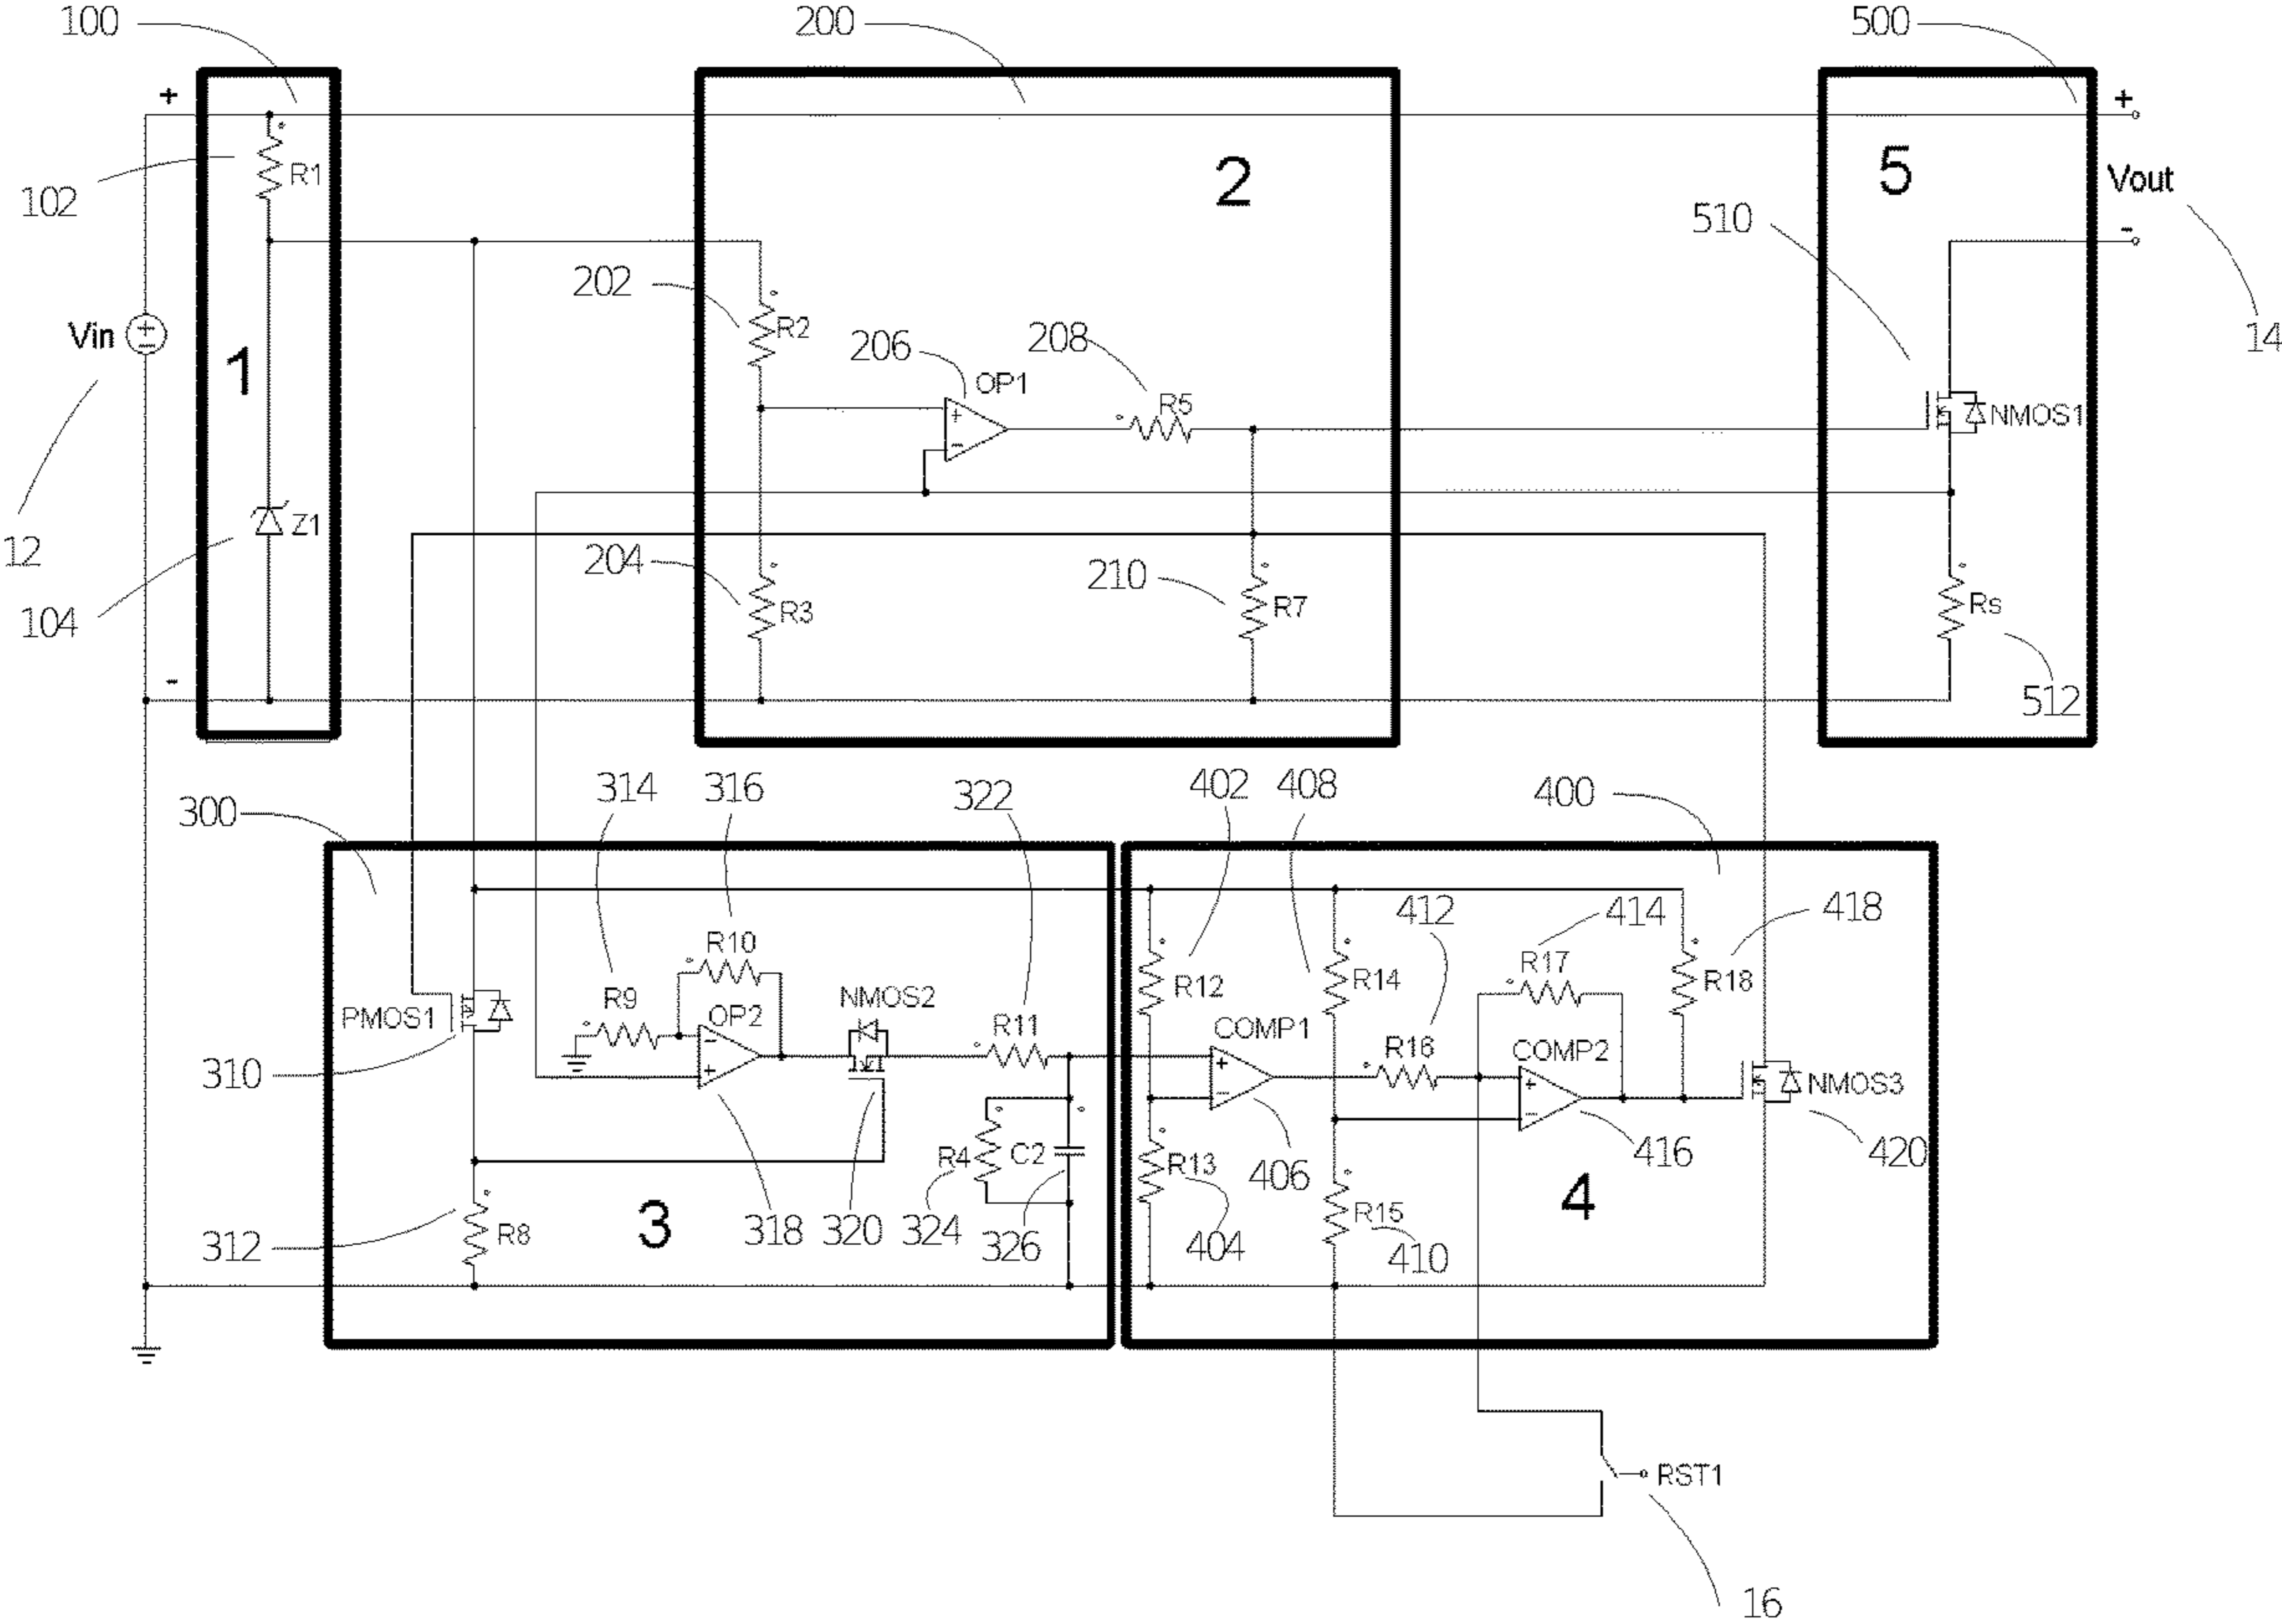 100
200
500
+
+
102
R1
2
5
Vout
510
-
202
R2
206
208
14
Vin
+
-
1
OP1
R5
+
-
NMOS1
12
Z1
204
210
104
R3
R7
Rs
-
512
300
314
316
322
402
408
400
412
414
418
R10
R17
R9
NMOS2
R12
R14
R18
PMOS1
OP2
R11
COMP1
R16
COMP2
310
-
+
+
-
+
-
NMOS3
R4
C2
R13
406
416
420
312
R8
3
318
320
324
326
404
R15
410
4
RST1
16